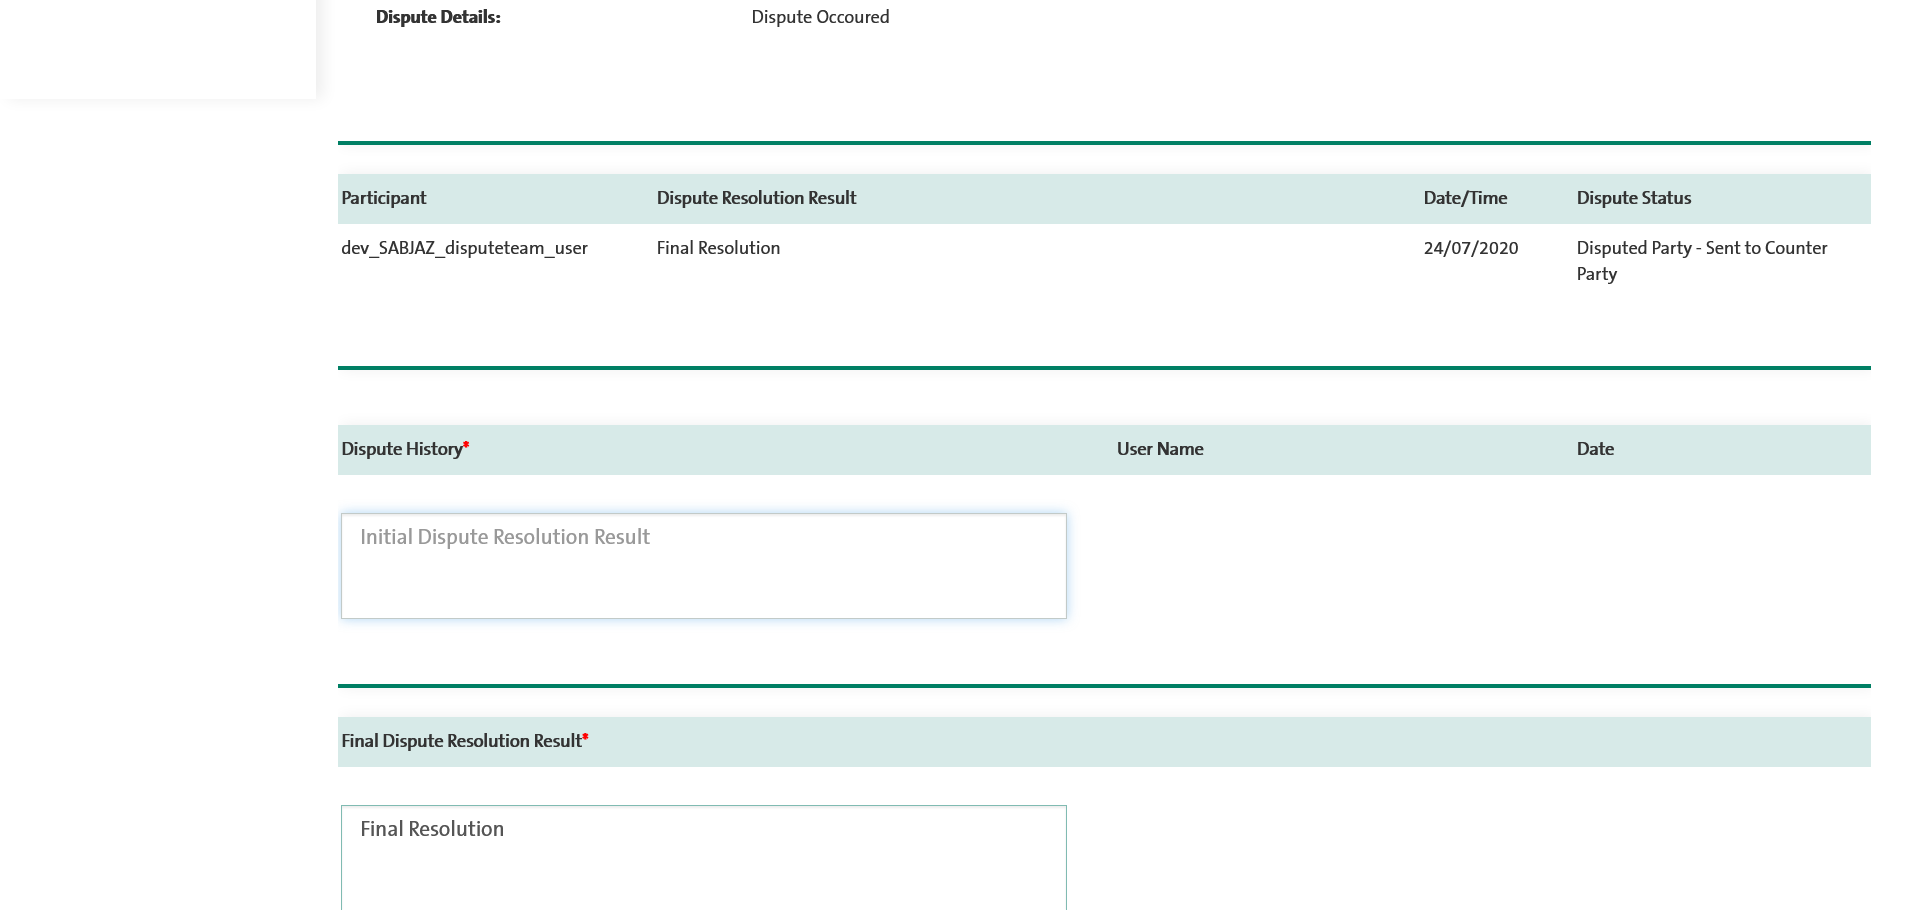 Dispute Details: Dispute Occoured
Participant Dispute Resolution Result Date/Time Dispute Status
dev_SABJAZ_disputeteam_user Final Resolution 24/07/2020 Disputed Party - Sent to Counter
Party
Dispute History* User Name Date
Initial Dispute Resolution Result
Final Dispute Resolution Result*
Final Resolution